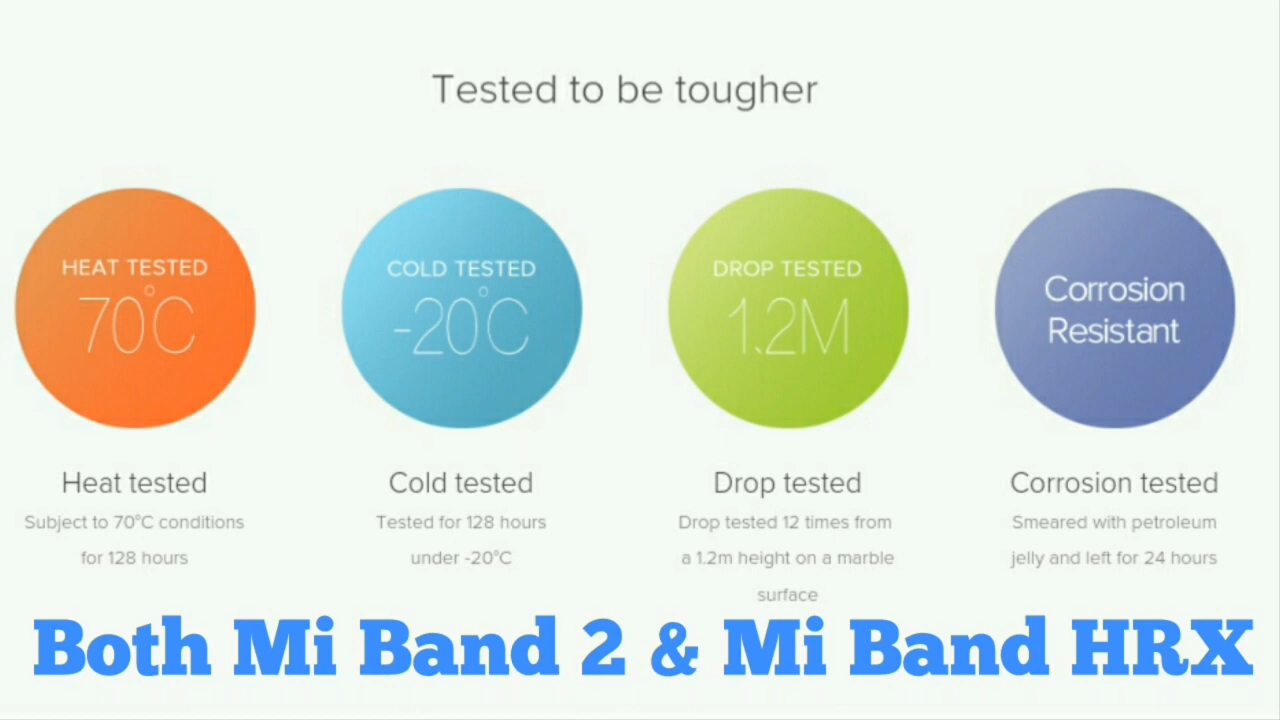 Tested to be tougher
HEAT TESTED
70°C
COLD TESTED
-20°C
DROP TESTED
1.2M
Corrosion
Resistant
Heat tested
Subject to 70°C conditions
for 128 hours
Cold tested
Tested for 128 hours
under -20°C
Drop tested
Drop tested 12 times from
a 1.2m height on a marble
surface
Corrosion tested
Smeared with petroleum
jelly and left for 24 hours
Both Mi Band 2 & Mi Band HRX